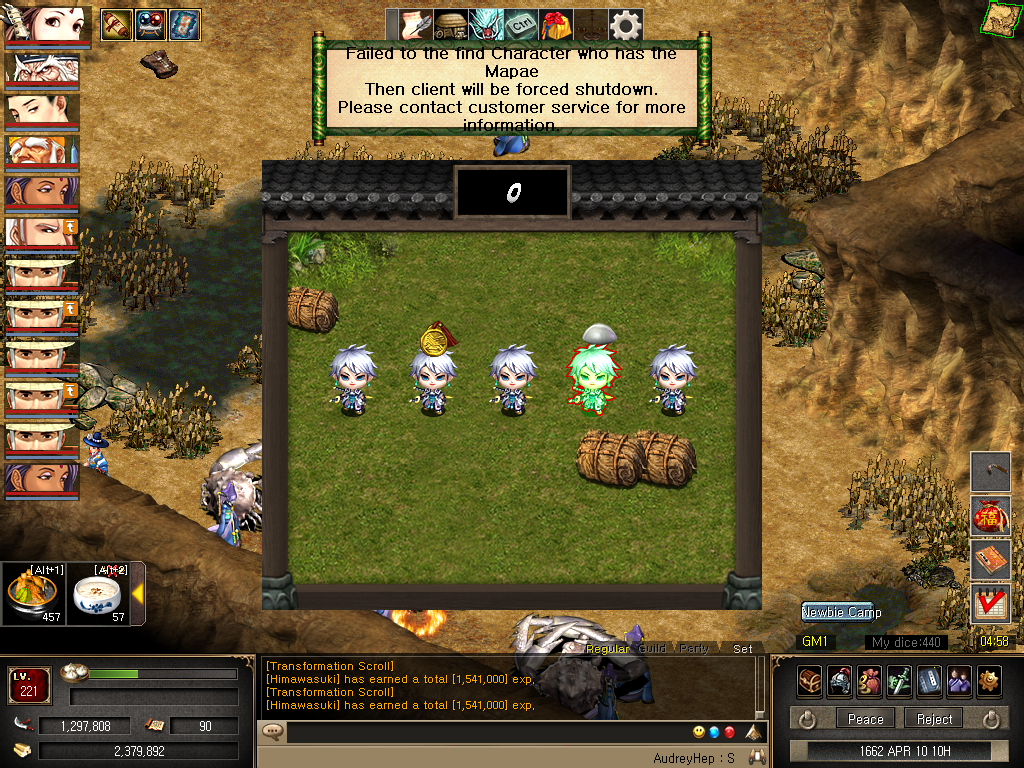 Ctrl
Failed to the find Character who has the
Mapae
Then client will be forced shutdown.
Please contact customer service for more
information.
0
t
t
t
[Alt+1]
[Alt+2]
457
57
Newbie Camp
GM1
My dice:440
04:58
Regular
Guild
Party
Set
[Transformation Scroll]
[Himawasuki] has earned a total [1,541,000] exp,
[Transformation Scroll]
[Himawasuki] has earned a total [1,541,000] exp,
LV.
221
1,297,808
90
2,379,892
AudreyHep : S
Peace
Reject
1662 APR 10 10H
福